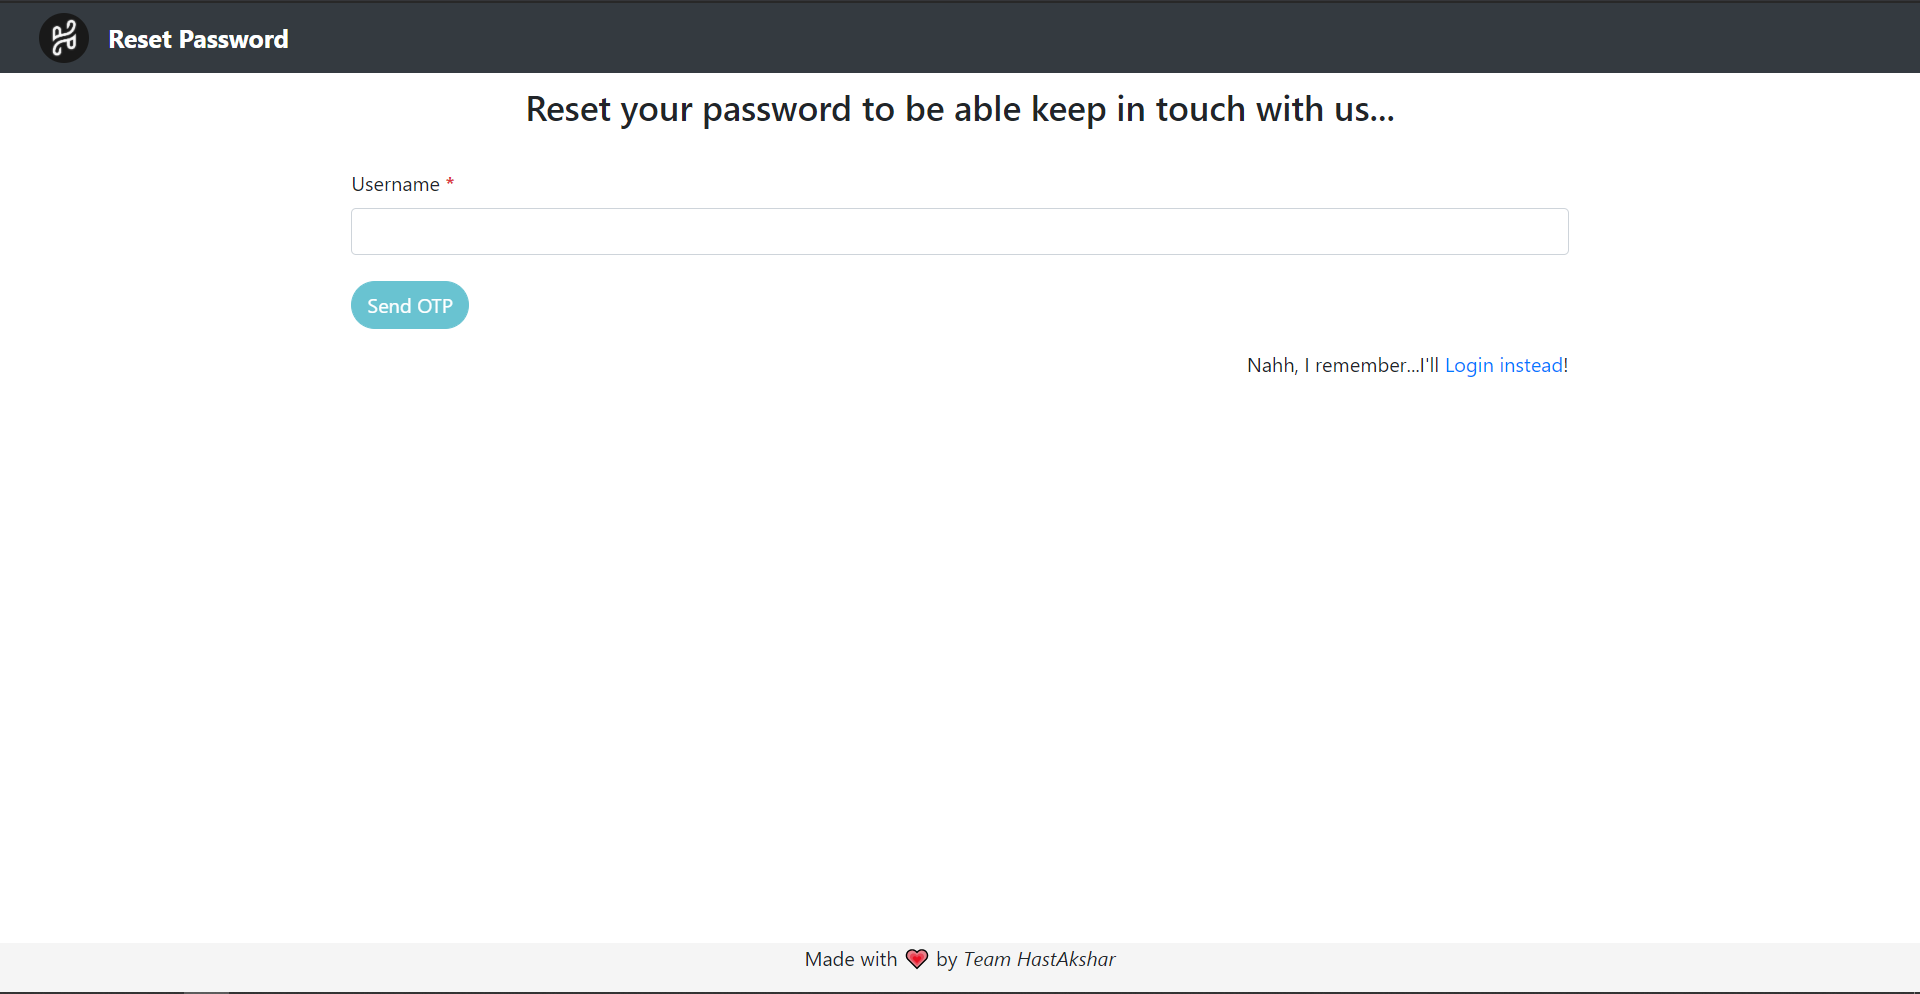 Reset Password
Reset your password to be able keep in touch with us...
Username *
Send OTP
Nahh, I remember...I'll Login instead!
Made with ❤ by Team HastAkshar